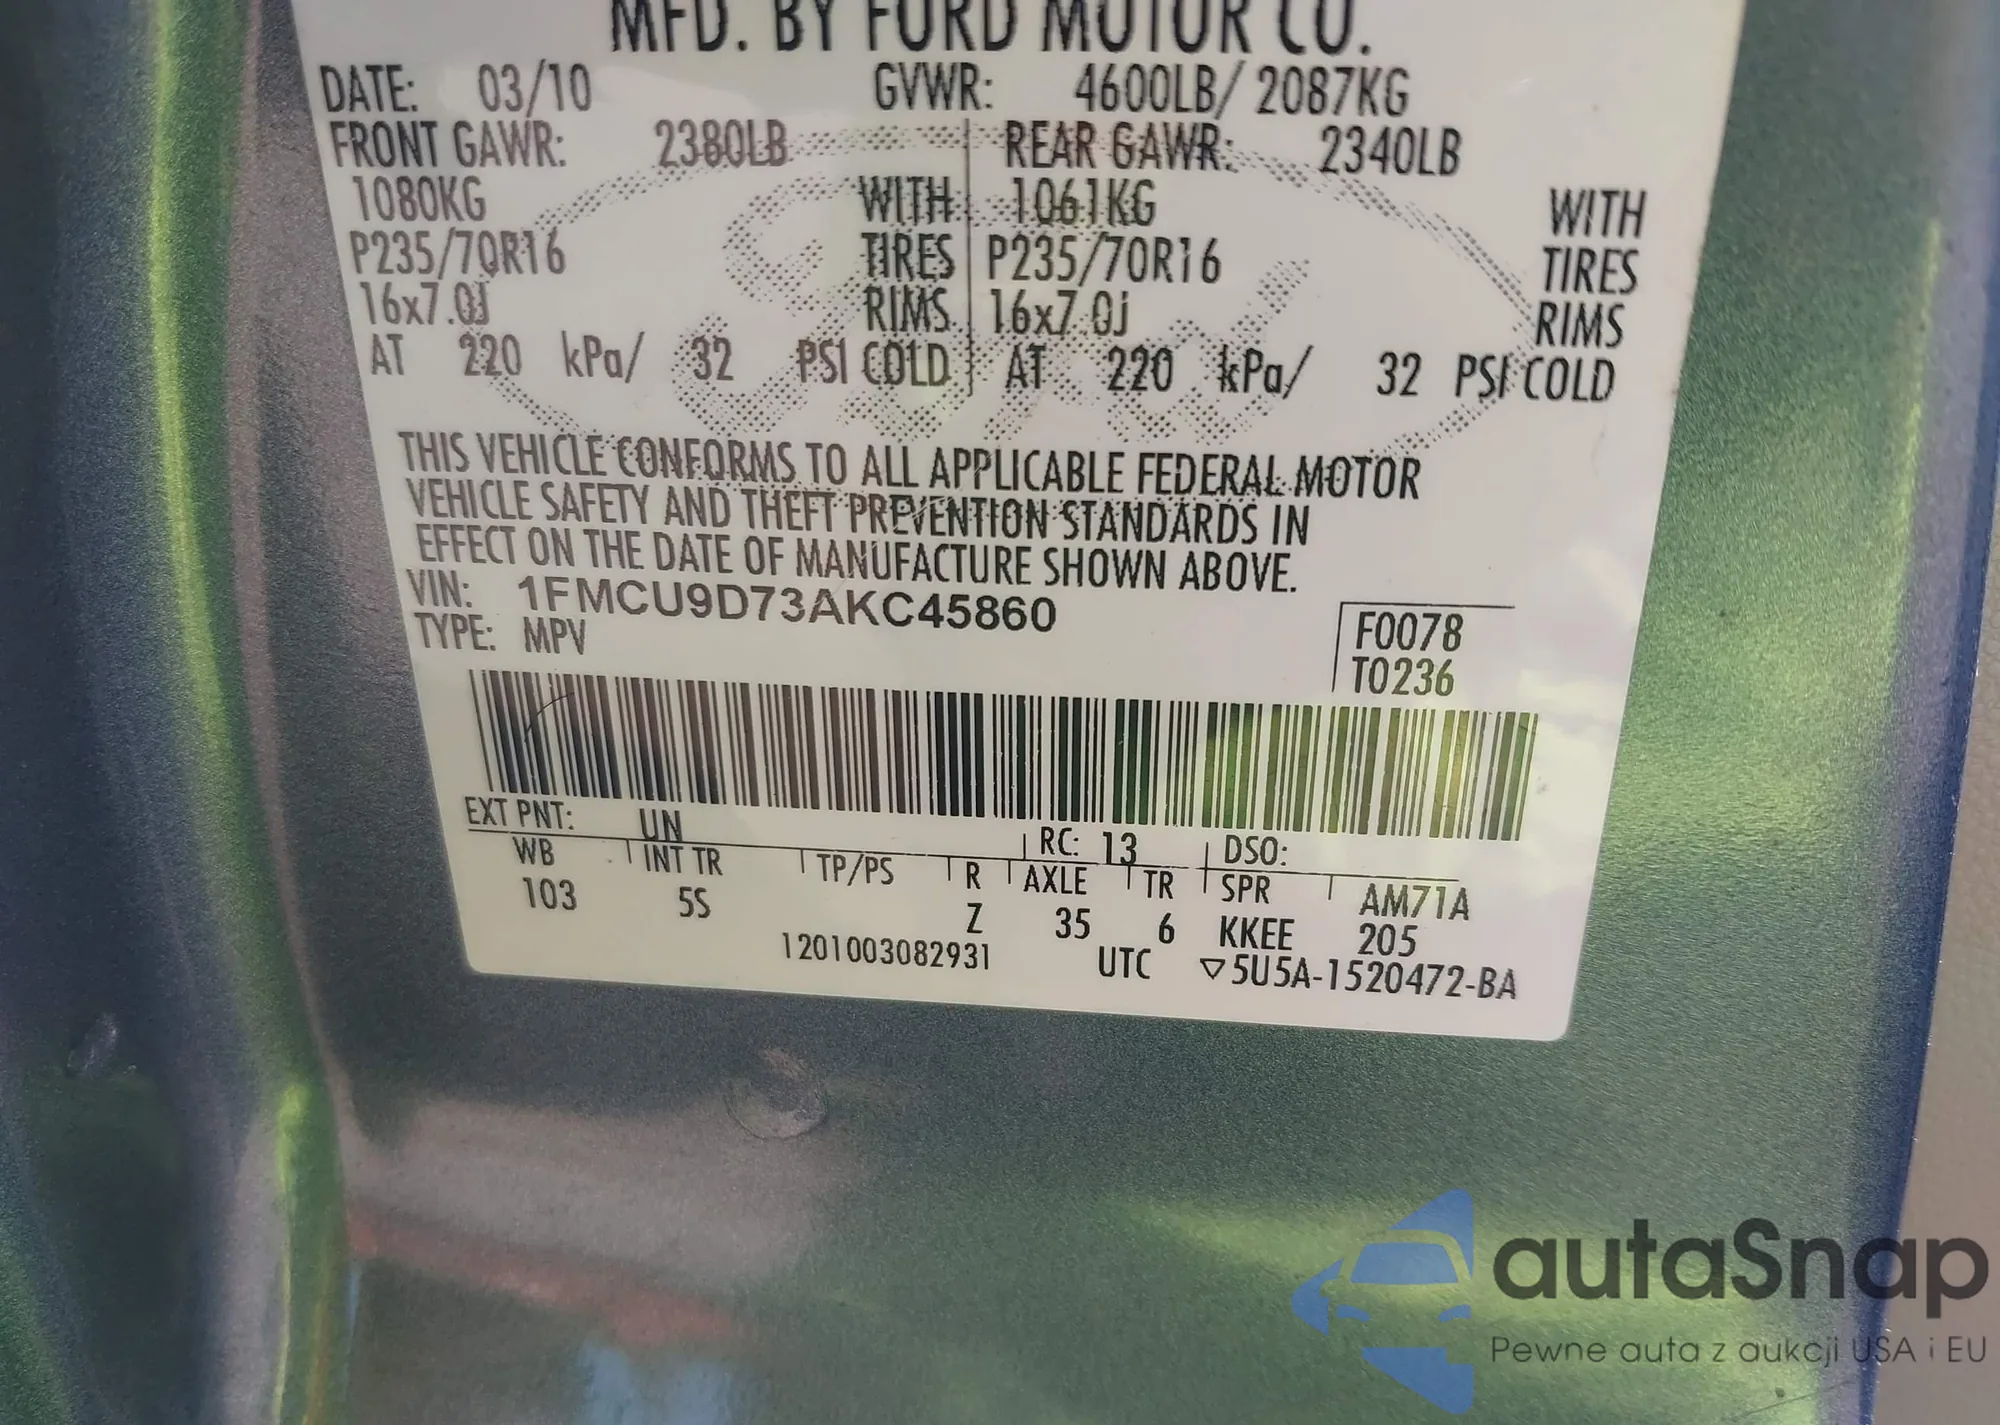 MFD. BY FORD MOTOR CO.
DATE: 03/10 GVWR: 4600LB/ 2087KG
FRONT GAWR: 2380LB REAR GAWR: 2340LB
1080KG WITH 1061KG WITH
P235/70R16 TIRES P235/70R16 TIRES
16x7.0J RIMS 16x7.0J RIMS
AT 220 kPa/ 32 PSI COLD AT 220 kPa/ 32 PSI COLD
THIS VEHICLE CONFORMS TO ALL APPLICABLE FEDERAL MOTOR
VEHICLE SAFETY AND THEFT PREVENTION STANDARDS IN
EFFECT ON THE DATE OF MANUFACTURE SHOWN ABOVE.
VIN: 1FMCU9D73AKC45860
TYPE: MPV
F0078
T0236
EXT PNT: UN RC: 13 DSO:
WB INT TR TP/PS R AXLE TR SPR AM71A
103 5S Z 35 6 KKEE 205
1201003082931 UTC ▽5U5A-1520472-BA
autaSnap
Pewne auta z aukcji USA i EU